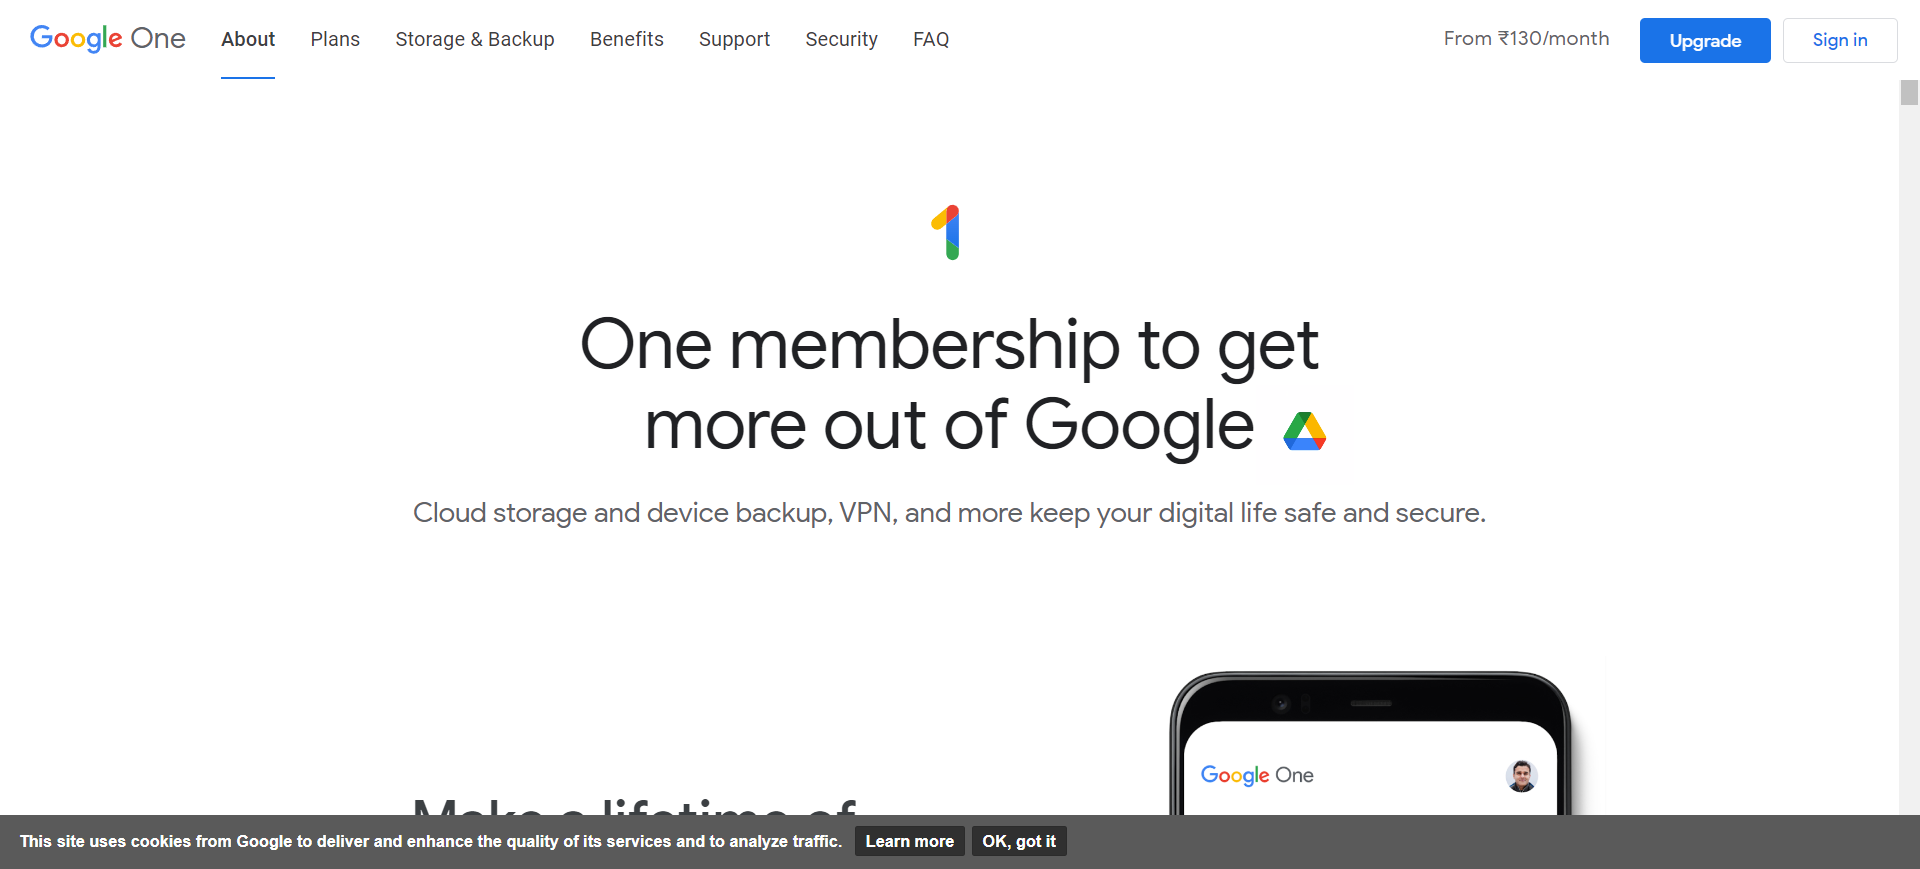 Google One About Plans Storage & Backup Benefits Support Security FAQ From ₹130/month Upgrade Sign in
One membership to get
more out of Google
Cloud storage and device backup, VPN, and more keep your digital life safe and secure.
Google One
Make a lifetime of
This site uses cookies from Google to deliver and enhance the quality of its services and to analyze traffic. Learn more OK, got it